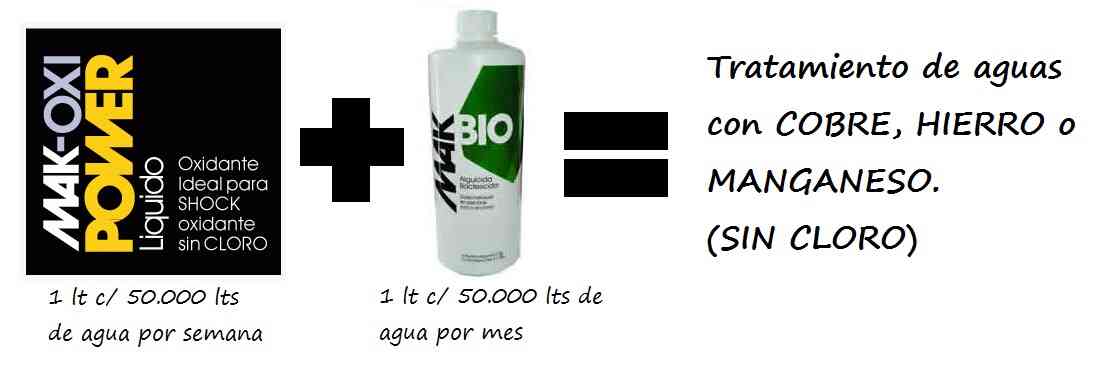 MAK-OXI
POWER
Liquido
Oxidante
Ideal para
SHOCK
oxidante
sin CLORO
1 lt c/ 50.000 lts
de agua por semana
MAK
BIO
Alguicida
1 lt c/ 50.000 lts de
agua por mes
Tratamiento de aguas
con COBRE, HIERRO o
MANGANESO.
(SIN CLORO)